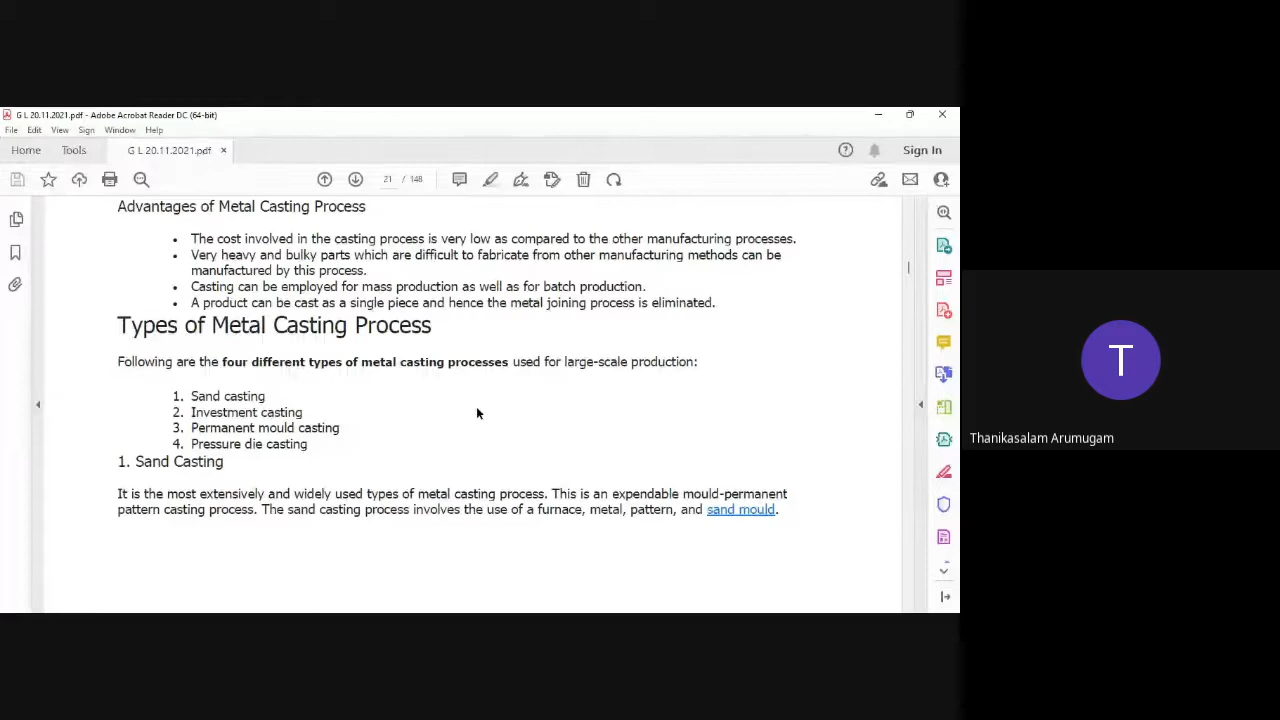 G L 20.11.2021.pdf - Adobe Acrobat Reader DC (64-bit)
File Edit View Sign Window Help
Home Tools G L 20.11.2021.pdf × Sign In
21 / 148
Advantages of Metal Casting Process
• The cost involved in the casting process is very low as compared to the other manufacturing processes.
• Very heavy and bulky parts which are difficult to fabricate from other manufacturing methods can be
manufactured by this process.
• Casting can be employed for mass production as well as for batch production.
• A product can be cast as a single piece and hence the metal joining process is eliminated.
Types of Metal Casting Process
Following are the four different types of metal casting processes used for large-scale production:
1. Sand casting
2. Investment casting
3. Permanent mould casting
4. Pressure die casting
1. Sand Casting
It is the most extensively and widely used types of metal casting process. This is an expendable mould-permanent
pattern casting process. The sand casting process involves the use of a furnace, metal, pattern, and sand mould.
T
Thanikasalam Arumugam